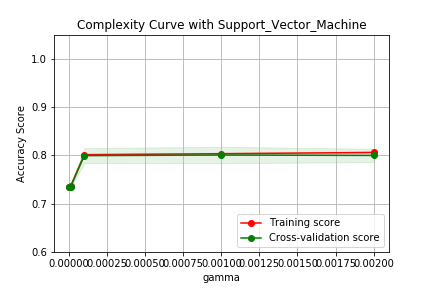 Complexity Curve with Support_Vector_Machine
1.0
0.9
0.8
0.7
0.6
Accuracy Score
Training score
Cross-validation score
0.00000 0.00025 0.00050 0.00075 0.00100 0.00125 0.00150 0.00175 0.00200
gamma